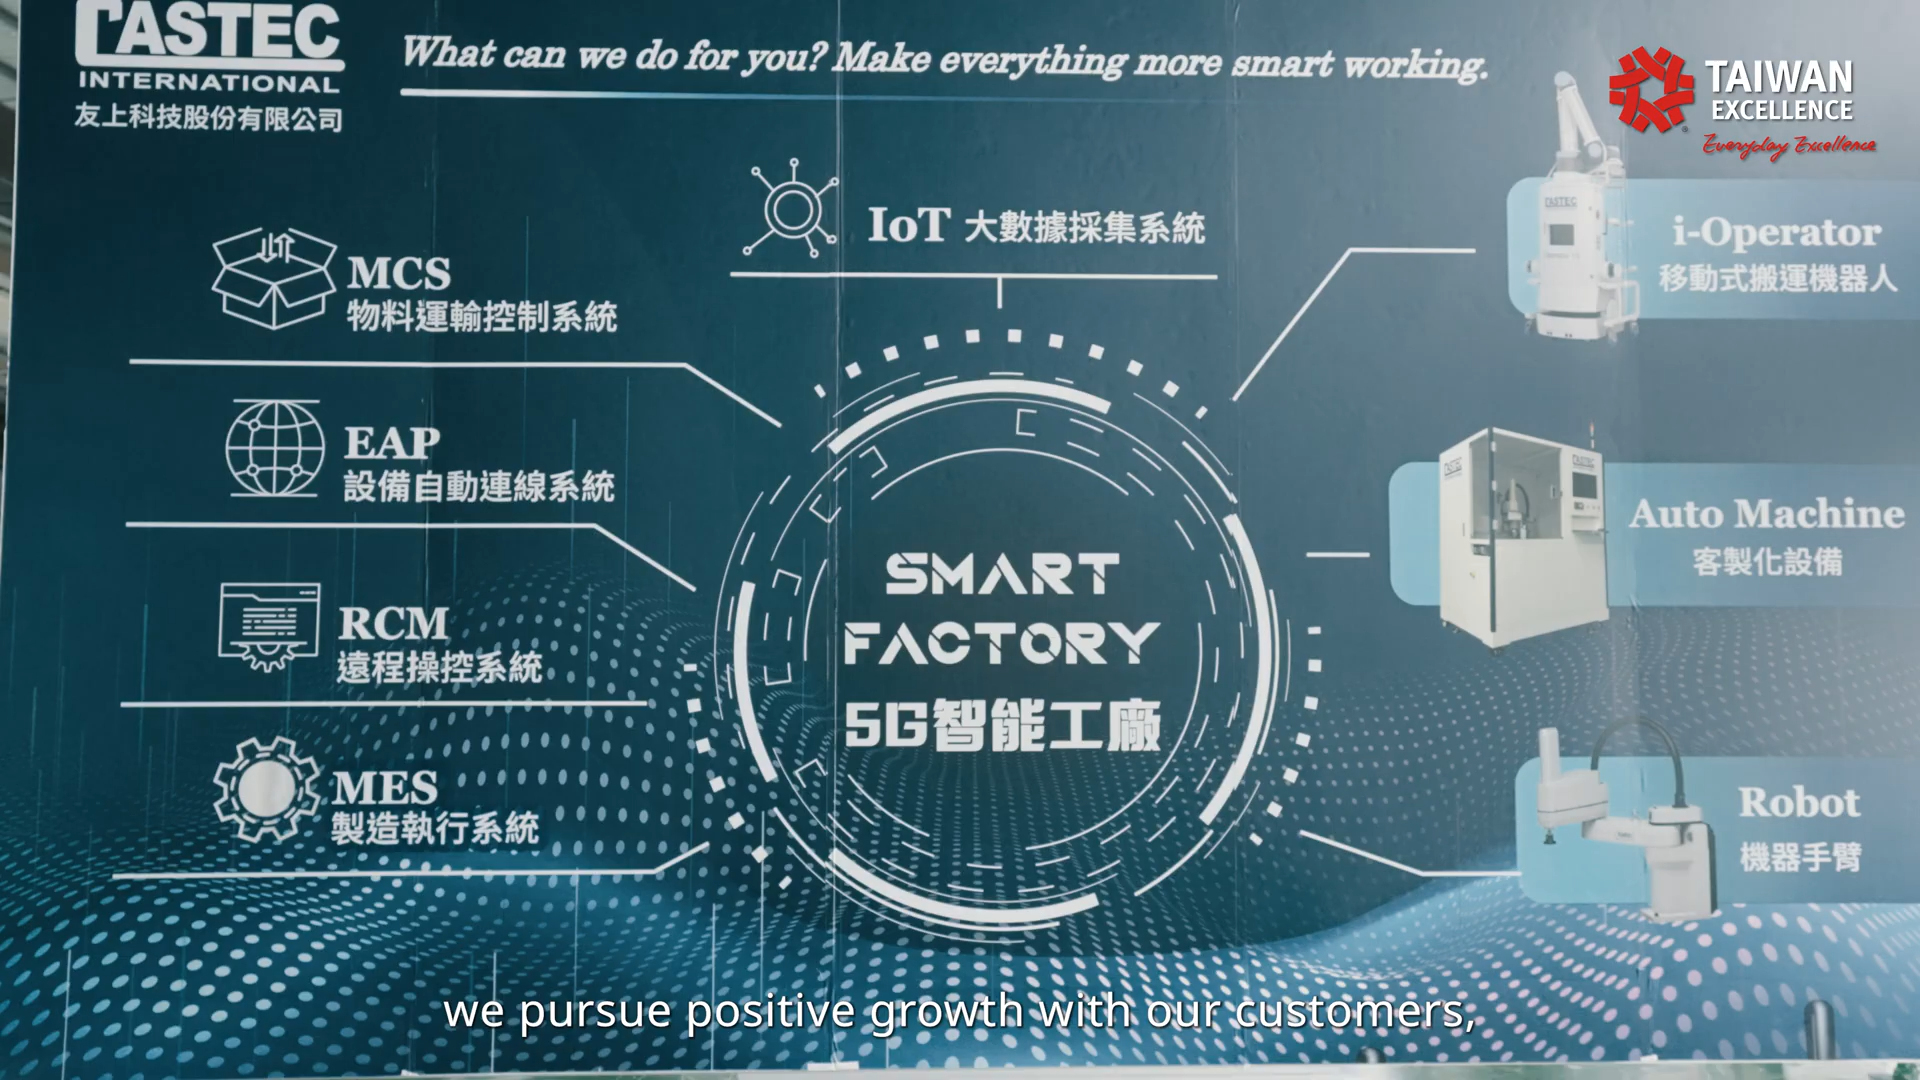 CASTEC
INTERNATIONAL
友上科技股份有限公司
What can we do for you? Make everything more smart working.
TAIWAN
EXCELLENCE
Everyday Excellence
IoT 大數據採集系統
MCS
物料運輸控制系統
EAP
設備自動連線系統
RCM
遠程操控系統
MES
製造執行系統
SMART
FACTORY
5G智能工廠
i-Operator
移動式搬運機器人
CASTEC
Auto Machine
客製化設備
CASTEC
CASTEC
Robot
機器手臂
we pursue positive growth with our customers,